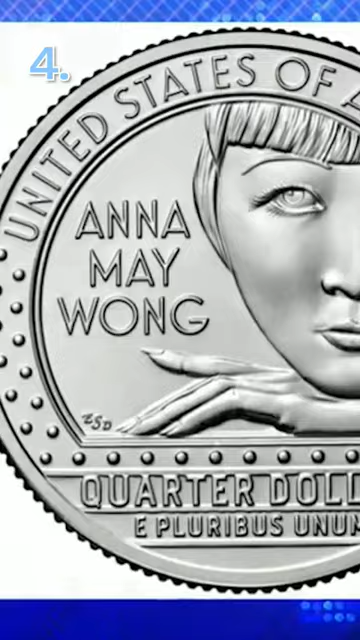 4.
UNITED STATES OF A
ANNA
MAY
WONG
ESD
QUARTER DOLL
E PLURIBUS UNUM